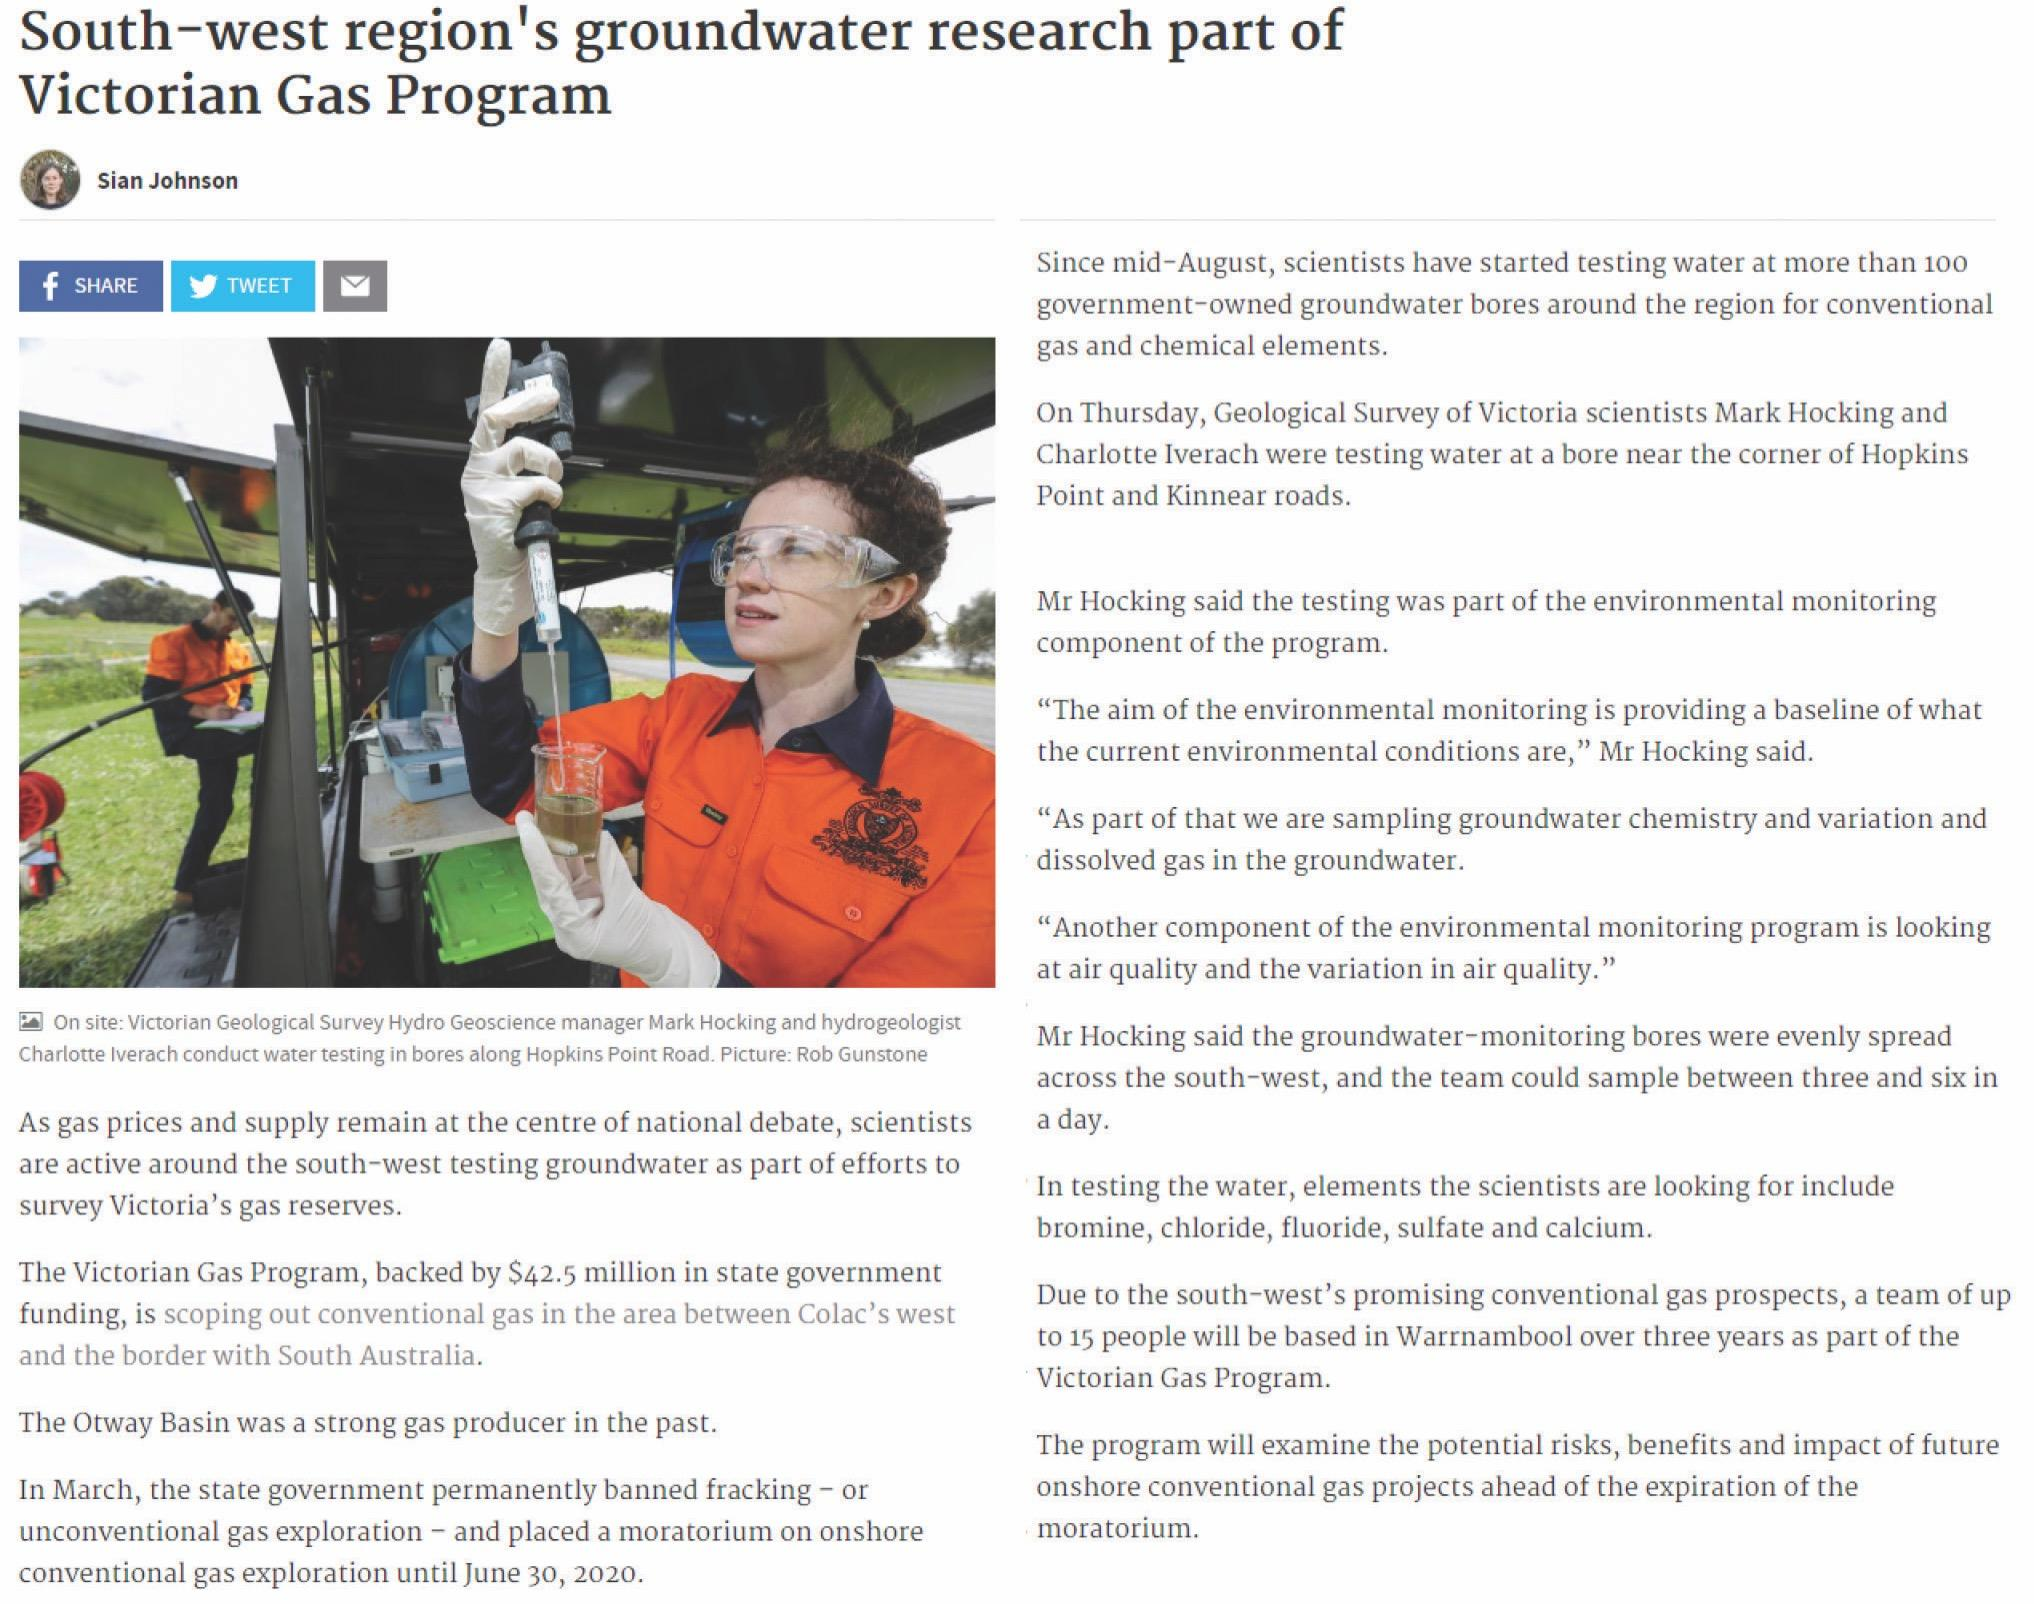 South-west region's groundwater research part of
Victorian Gas Program
Sian Johnson
SHARE
TWEET
On site: Victorian Geological Survey Hydro Geoscience manager Mark Hocking and hydrogeologist
Charlotte Iverach conduct water testing in bores along Hopkins Point Road. Picture: Rob Gunstone
As gas prices and supply remain at the centre of national debate, scientists
are active around the south-west testing groundwater as part of efforts to
survey Victoria’s gas reserves.
The Victorian Gas Program, backed by $42.5 million in state government
funding, is scoping out conventional gas in the area between Colac’s west
and the border with South Australia.
The Otway Basin was a strong gas producer in the past.
In March, the state government permanently banned fracking – or
unconventional gas exploration – and placed a moratorium on onshore
conventional gas exploration until June 30, 2020.
Since mid-August, scientists have started testing water at more than 100
government-owned groundwater bores around the region for conventional
gas and chemical elements.
On Thursday, Geological Survey of Victoria scientists Mark Hocking and
Charlotte Iverach were testing water at a bore near the corner of Hopkins
Point and Kinnear roads.
Mr Hocking said the testing was part of the environmental monitoring
component of the program.
“The aim of the environmental monitoring is providing a baseline of what
the current environmental conditions are,” Mr Hocking said.
“As part of that we are sampling groundwater chemistry and variation and
dissolved gas in the groundwater.
“Another component of the environmental monitoring program is looking
at air quality and the variation in air quality.”
Mr Hocking said the groundwater-monitoring bores were evenly spread
across the south-west, and the team could sample between three and six in
a day.
In testing the water, elements the scientists are looking for include
bromine, chloride, fluoride, sulfate and calcium.
Due to the south-west’s promising conventional gas prospects, a team of up
to 15 people will be based in Warrnambool over three years as part of the
Victorian Gas Program.
The program will examine the potential risks, benefits and impact of future
onshore conventional gas projects ahead of the expiration of the
moratorium.